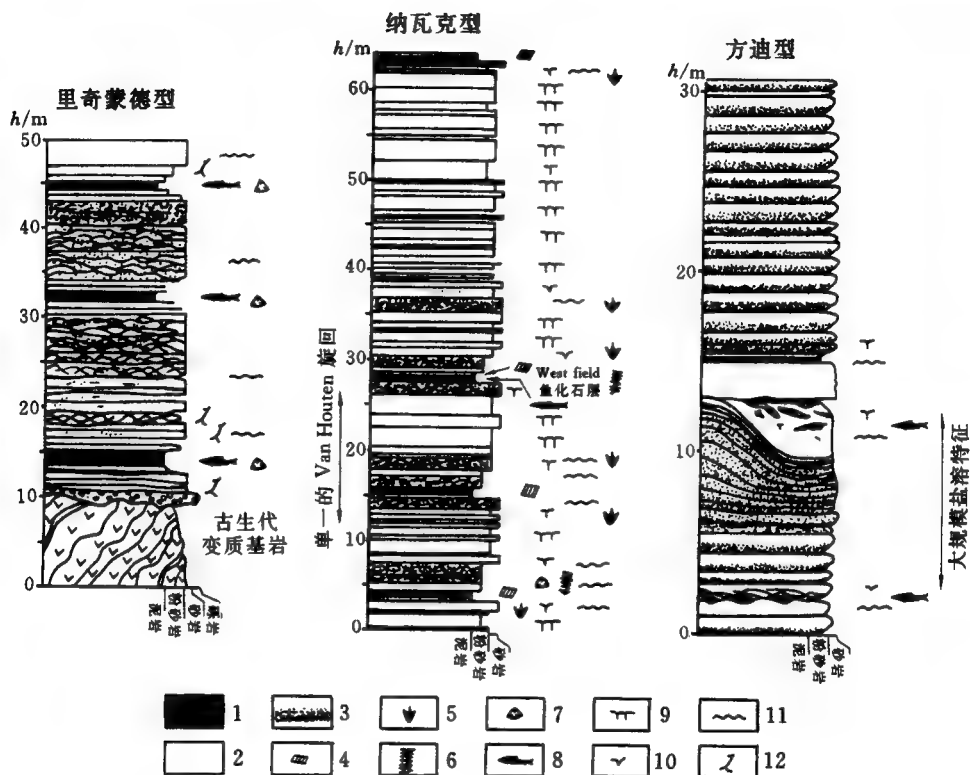 纳瓦克型
方迪型
里奇蒙德型
h/m
h/m
h/m
50
40
30
20
10
0
古生代
变质基岩
泥岩
粉砂岩
砂岩
砾岩
60
50
40
30
20
10
0
West field
鱼化石层
单一的 Van Houten 旋回
泥岩
粉砂岩
砂岩
30
20
10
0
大规模盐溶特征
泥岩
粉砂岩
砂岩
1
3
5
7
9
11
2
4
6
8
10
12